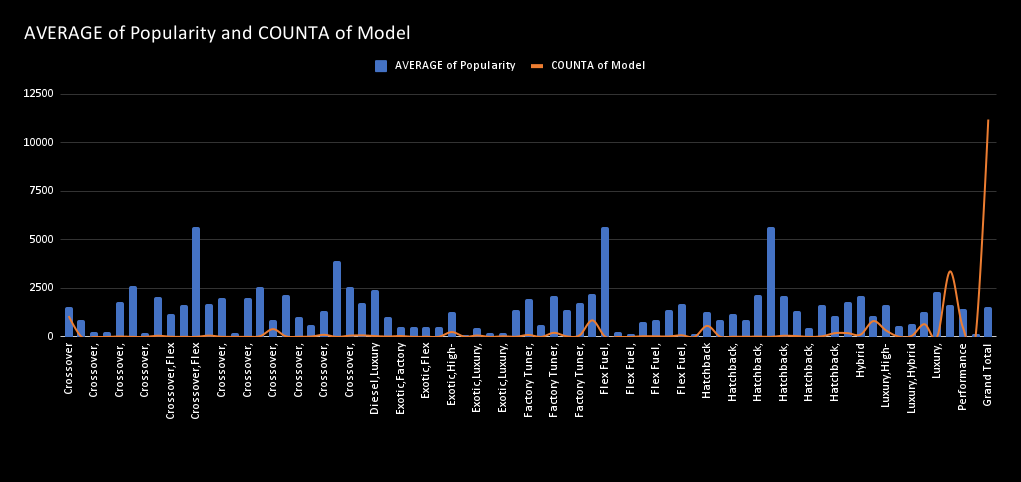 AVERAGE of Popularity and COUNTA of Model
AVERAGE of Popularity
COUNTA of Model
12500
10000
7500
5000
2500
0
Crossover
Crossover,
Crossover,
Crossover,
Crossover,Flex
Crossover,Flex
Crossover,
Crossover,
Crossover,
Crossover,
Crossover,
Crossover,
Diesel,Luxury
Exotic,Factory
Exotic,Flex
Exotic,High-
Exotic,Luxury,
Exotic,Luxury,
Factory Tuner,
Factory Tuner,
Factory Tuner,
Flex Fuel,
Flex Fuel,
Flex Fuel,
Flex Fuel,
Hatchback
Hatchback,
Hatchback,
Hatchback,
Hatchback,
Hatchback,
Hybrid
Luxury,High-
Luxury,Hybrid
Luxury,
Performance
Grand Total